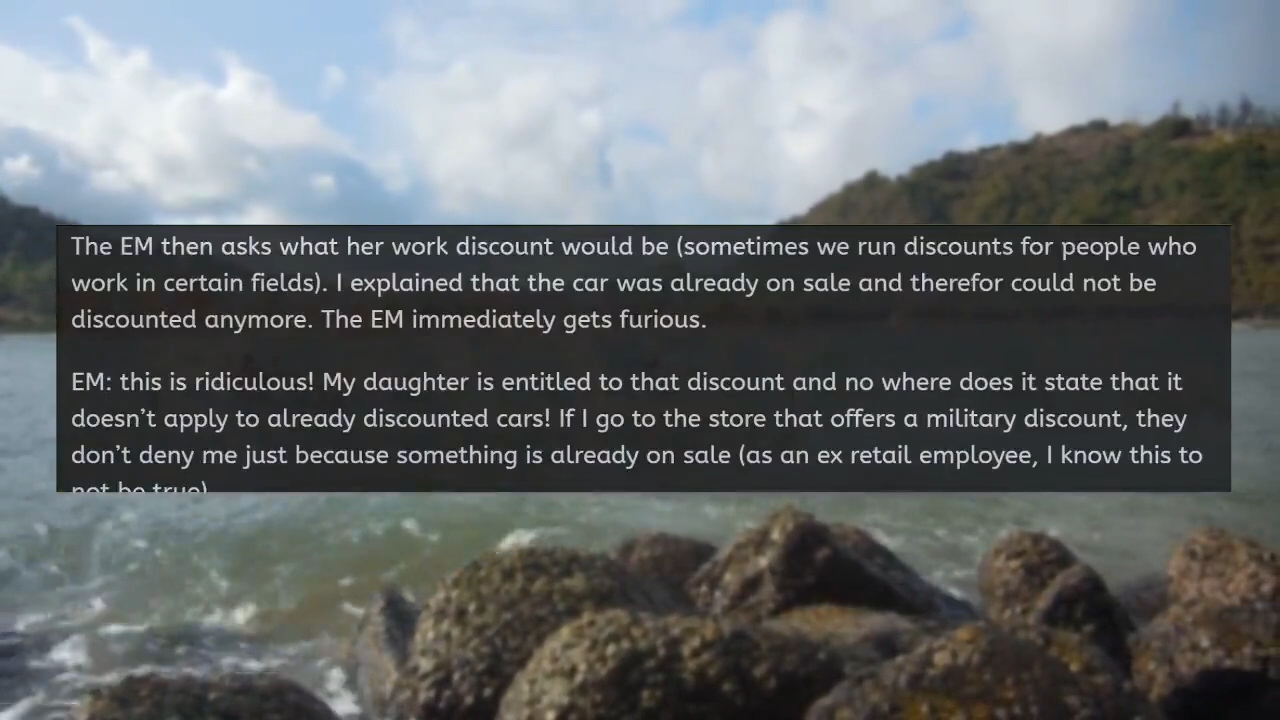 The EM then asks what her work discount would be (sometimes we run discounts for people who
work in certain fields). I explained that the car was already on sale and therefor could not be
discounted anymore. The EM immediately gets furious.
EM: this is ridiculous! My daughter is entitled to that discount and no where does it state that it
doesn’t apply to already discounted cars! If I go to the store that offers a military discount, they
don’t deny me just because something is already on sale (as an ex retail employee, I know this to
not be true)